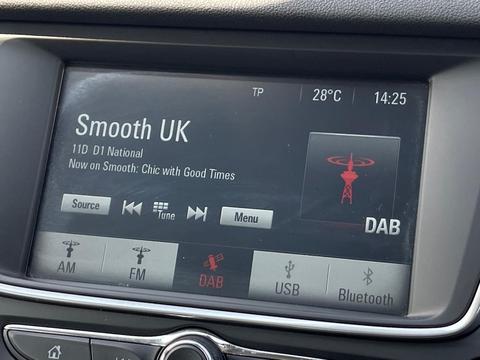 TP 28°C 14:25
Smooth UK
11D D1 National
Now on Smooth: Chic with Good Times
Source Tune Menu
DAB
AM FM DAB USB Bluetooth